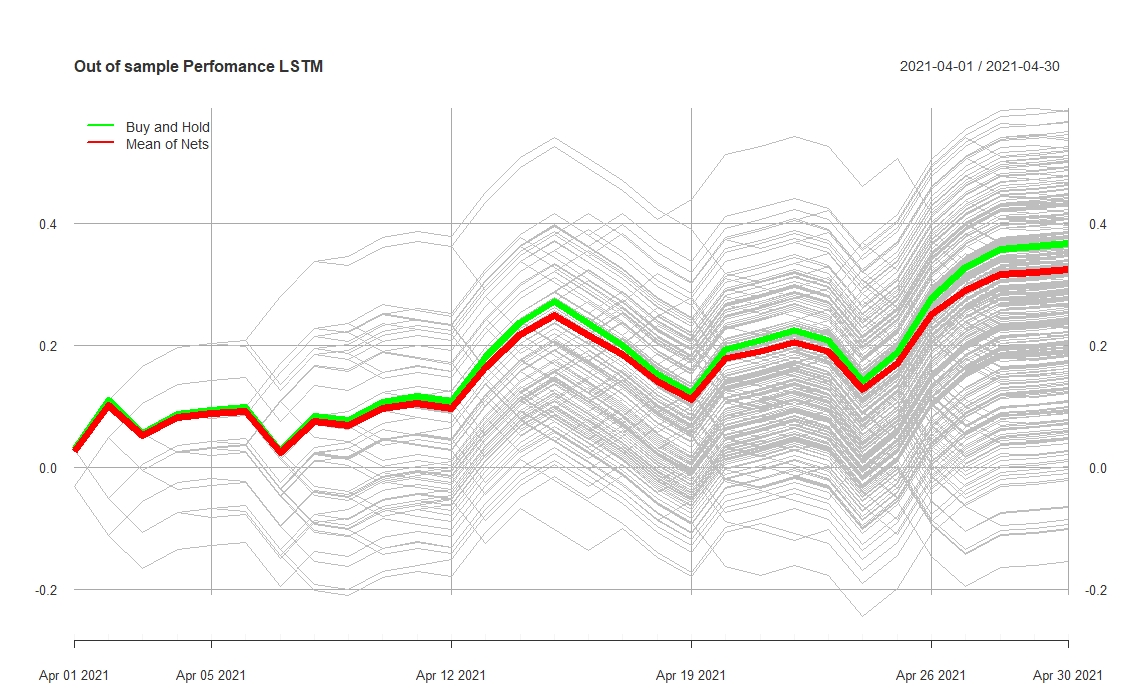 Out of sample Perfomance LSTM
2021-04-01 / 2021-04-30
Buy and Hold
Mean of Nets
0.4 0.4
0.2 0.2
0.0 0.0
-0.2 -0.2
Apr 01 2021 Apr 05 2021 Apr 12 2021 Apr 19 2021 Apr 26 2021 Apr 30 2021